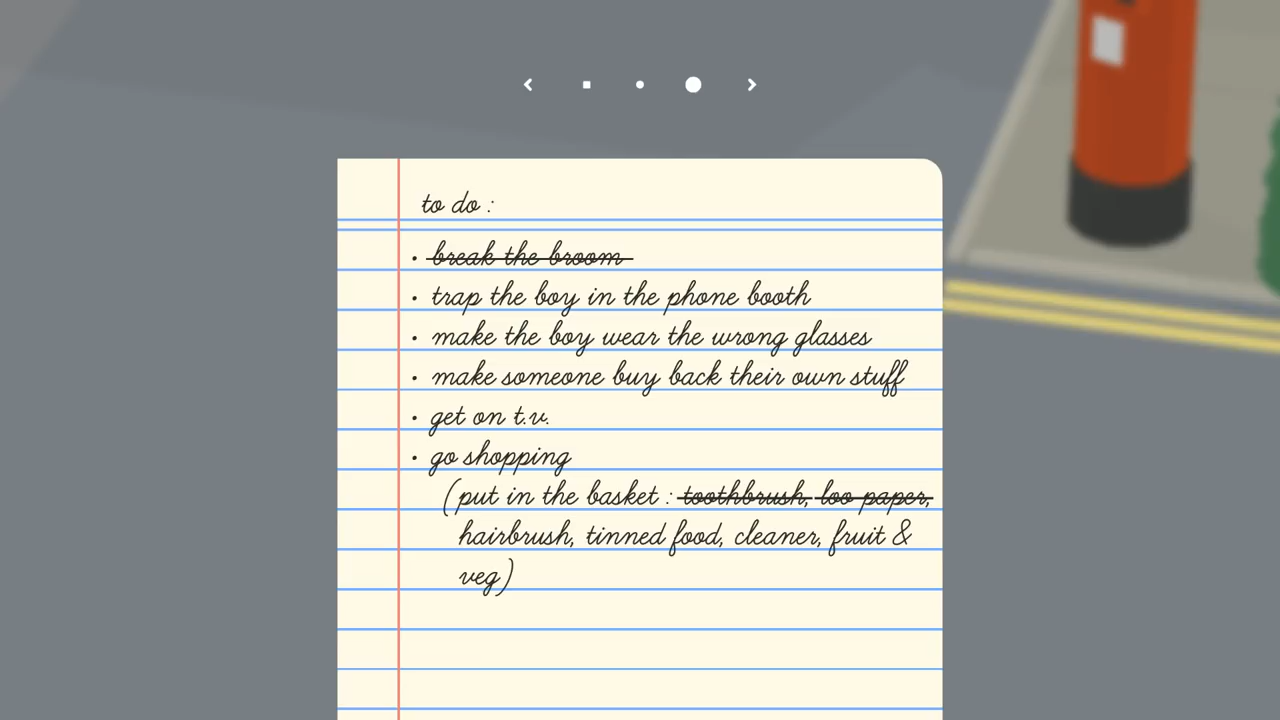 to do :
• break the broom
• trap the boy in the phone booth
• make the boy wear the wrong glasses
• make someone buy back their own stuff
• get on t.v.
• go shopping
(put in the basket : toothbrush, loo paper,
hairbrush, tinned food, cleaner, fruit &
veg)